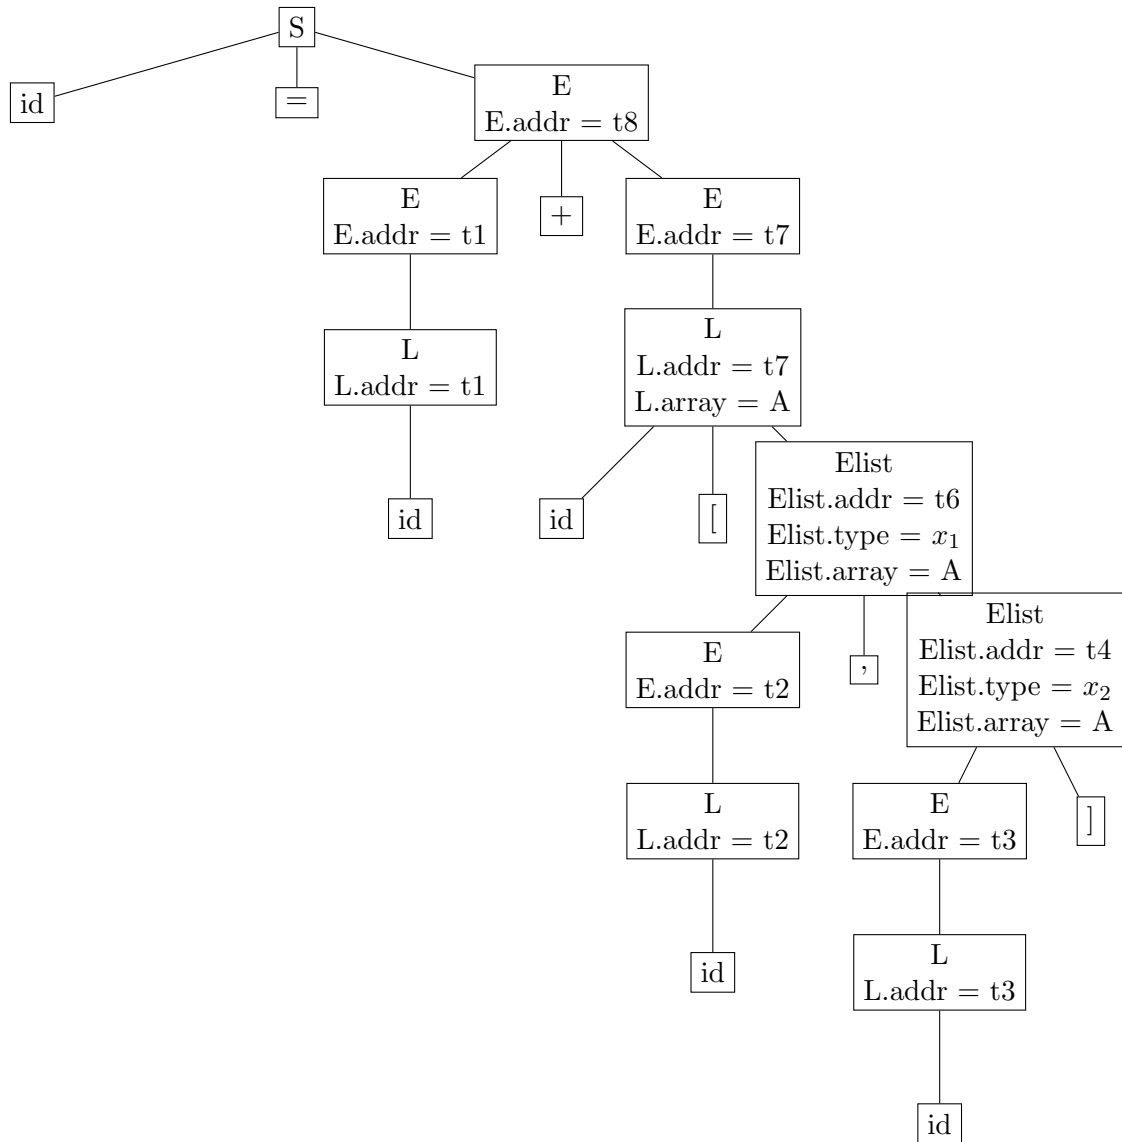 S
id
=
E
E.addr = t8
E
E.addr = t1
+
E
E.addr = t7
L
L.addr = t1
L
L.addr = t7
L.array = A
id
id
[
Elist
Elist.addr = t6
Elist.type = x₁
Elist.array = A
E
E.addr = t2
,
Elist
Elist.addr = t4
Elist.type = x₂
Elist.array = A
L
L.addr = t2
E
E.addr = t3
]
id
L
L.addr = t3
id